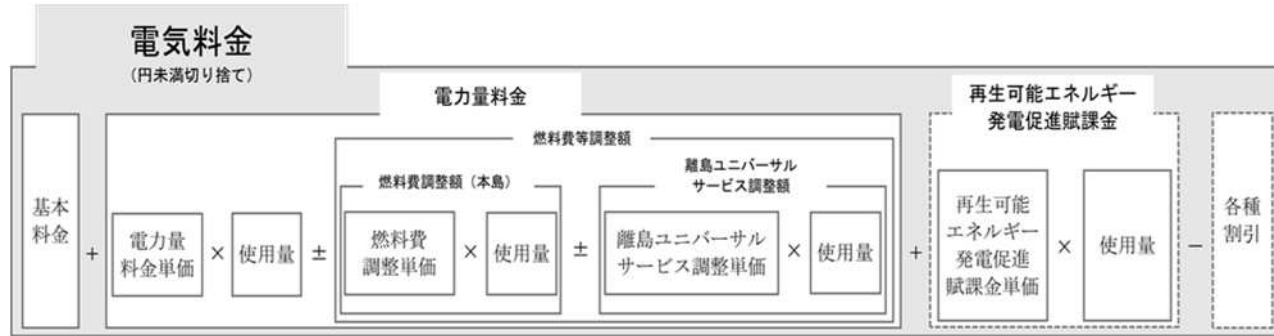 電気料金
(円未満切り捨て)
電力量料金
再生可能エネルギー
発電促進賦課金
燃料費等調整額
燃料費調整額(本島)
離島ユニバーサル
サービス調整額
基本
料金
+
電力量
料金単価
×
使用量
±
燃料費
調整単価
×
使用量
±
離島ユニバーサル
サービス調整単価
×
使用量
+
再生可能
エネルギー
発電促進
賦課金単価
×
使用量
−
各種
割引